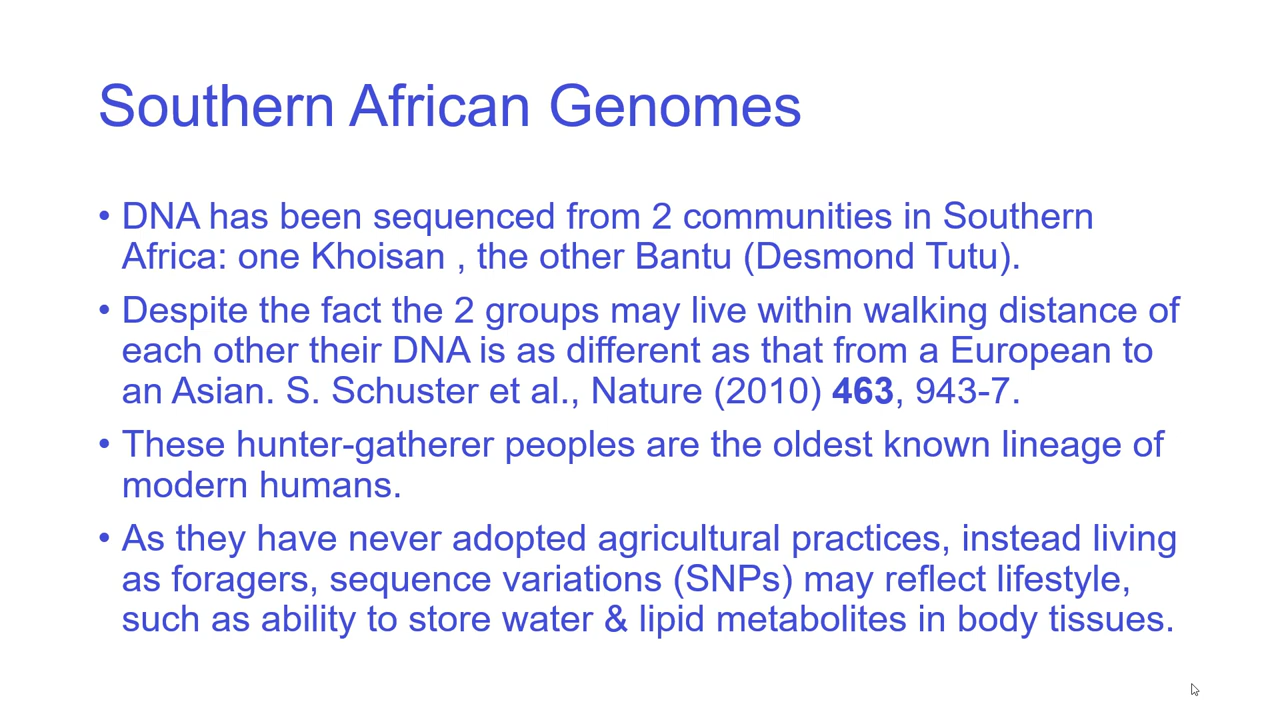 Southern African Genomes
• DNA has been sequenced from 2 communities in Southern
Africa: one Khoisan , the other Bantu (Desmond Tutu).
• Despite the fact the 2 groups may live within walking distance of
each other their DNA is as different as that from a European to
an Asian. S. Schuster et al., Nature (2010) 463, 943-7.
• These hunter-gatherer peoples are the oldest known lineage of
modern humans.
• As they have never adopted agricultural practices, instead living
as foragers, sequence variations (SNPs) may reflect lifestyle,
such as ability to store water & lipid metabolites in body tissues.